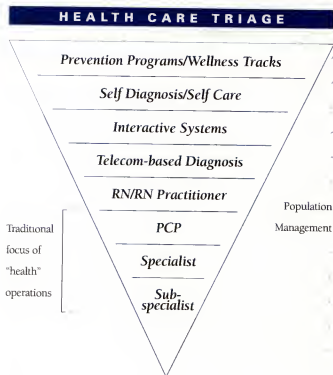 HEALTH CARE TRIAGE
Prevention Programs/Wellness Tracks
Self Diagnosis/Self Care
Interactive Systems
Telecom-based Diagnosis
RN/RN Practitioner
PCP
Specialist
Sub-
specialist
Traditional
focus of
"health"
operations
Population
Management